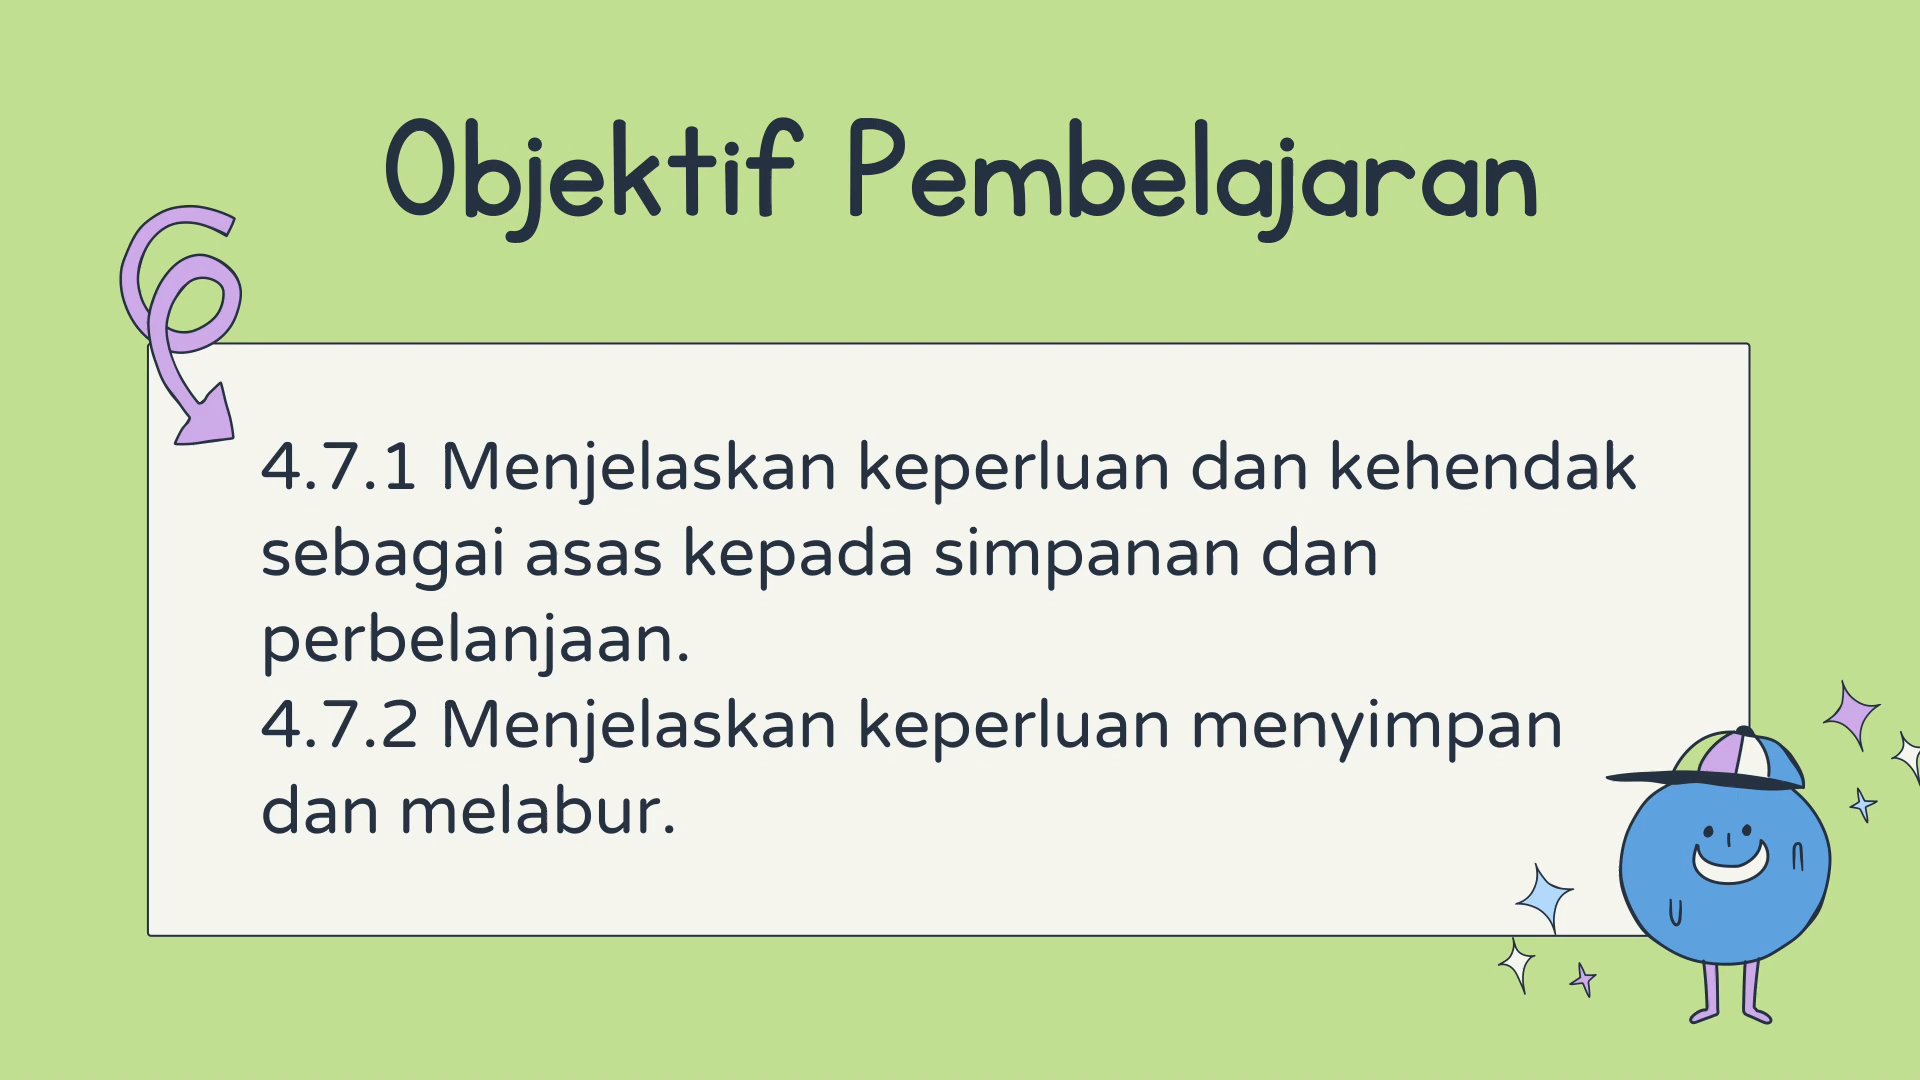 Objektif Pembelajaran
4.7.1 Menjelaskan keperluan dan kehendak
sebagai asas kepada simpanan dan
perbelanjaan.
4.7.2 Menjelaskan keperluan menyimpan
dan melabur.